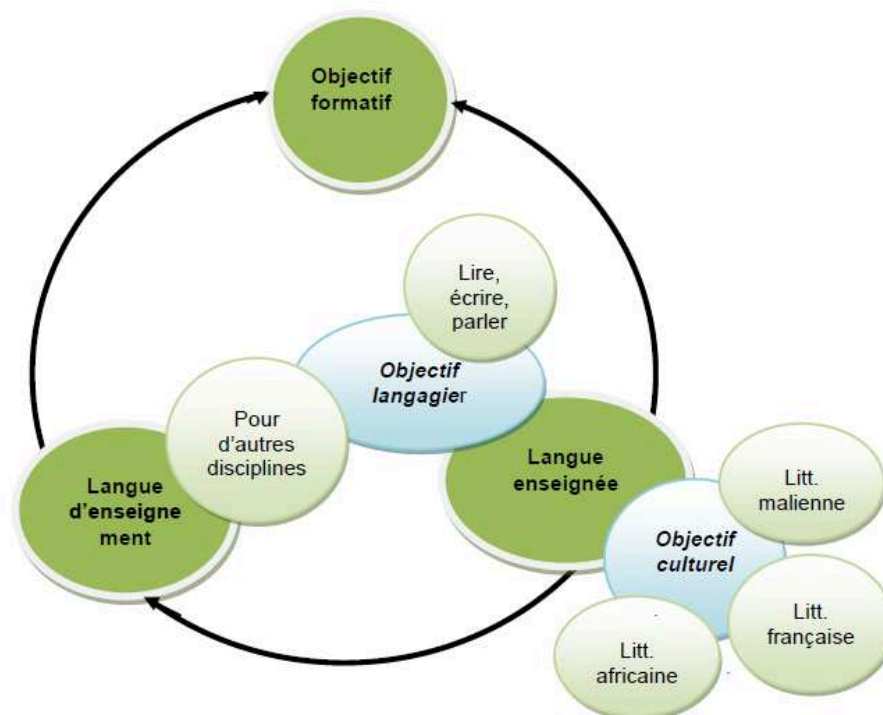 Objectif
formatif
Lire,
écrire,
parler
Objectif
langagier
Pour
d'autres
disciplines
Langue
d'enseigne
ment
Langue
enseignée
Litt.
malienne
Objectif
culturel
Litt.
française
Litt.
africaine